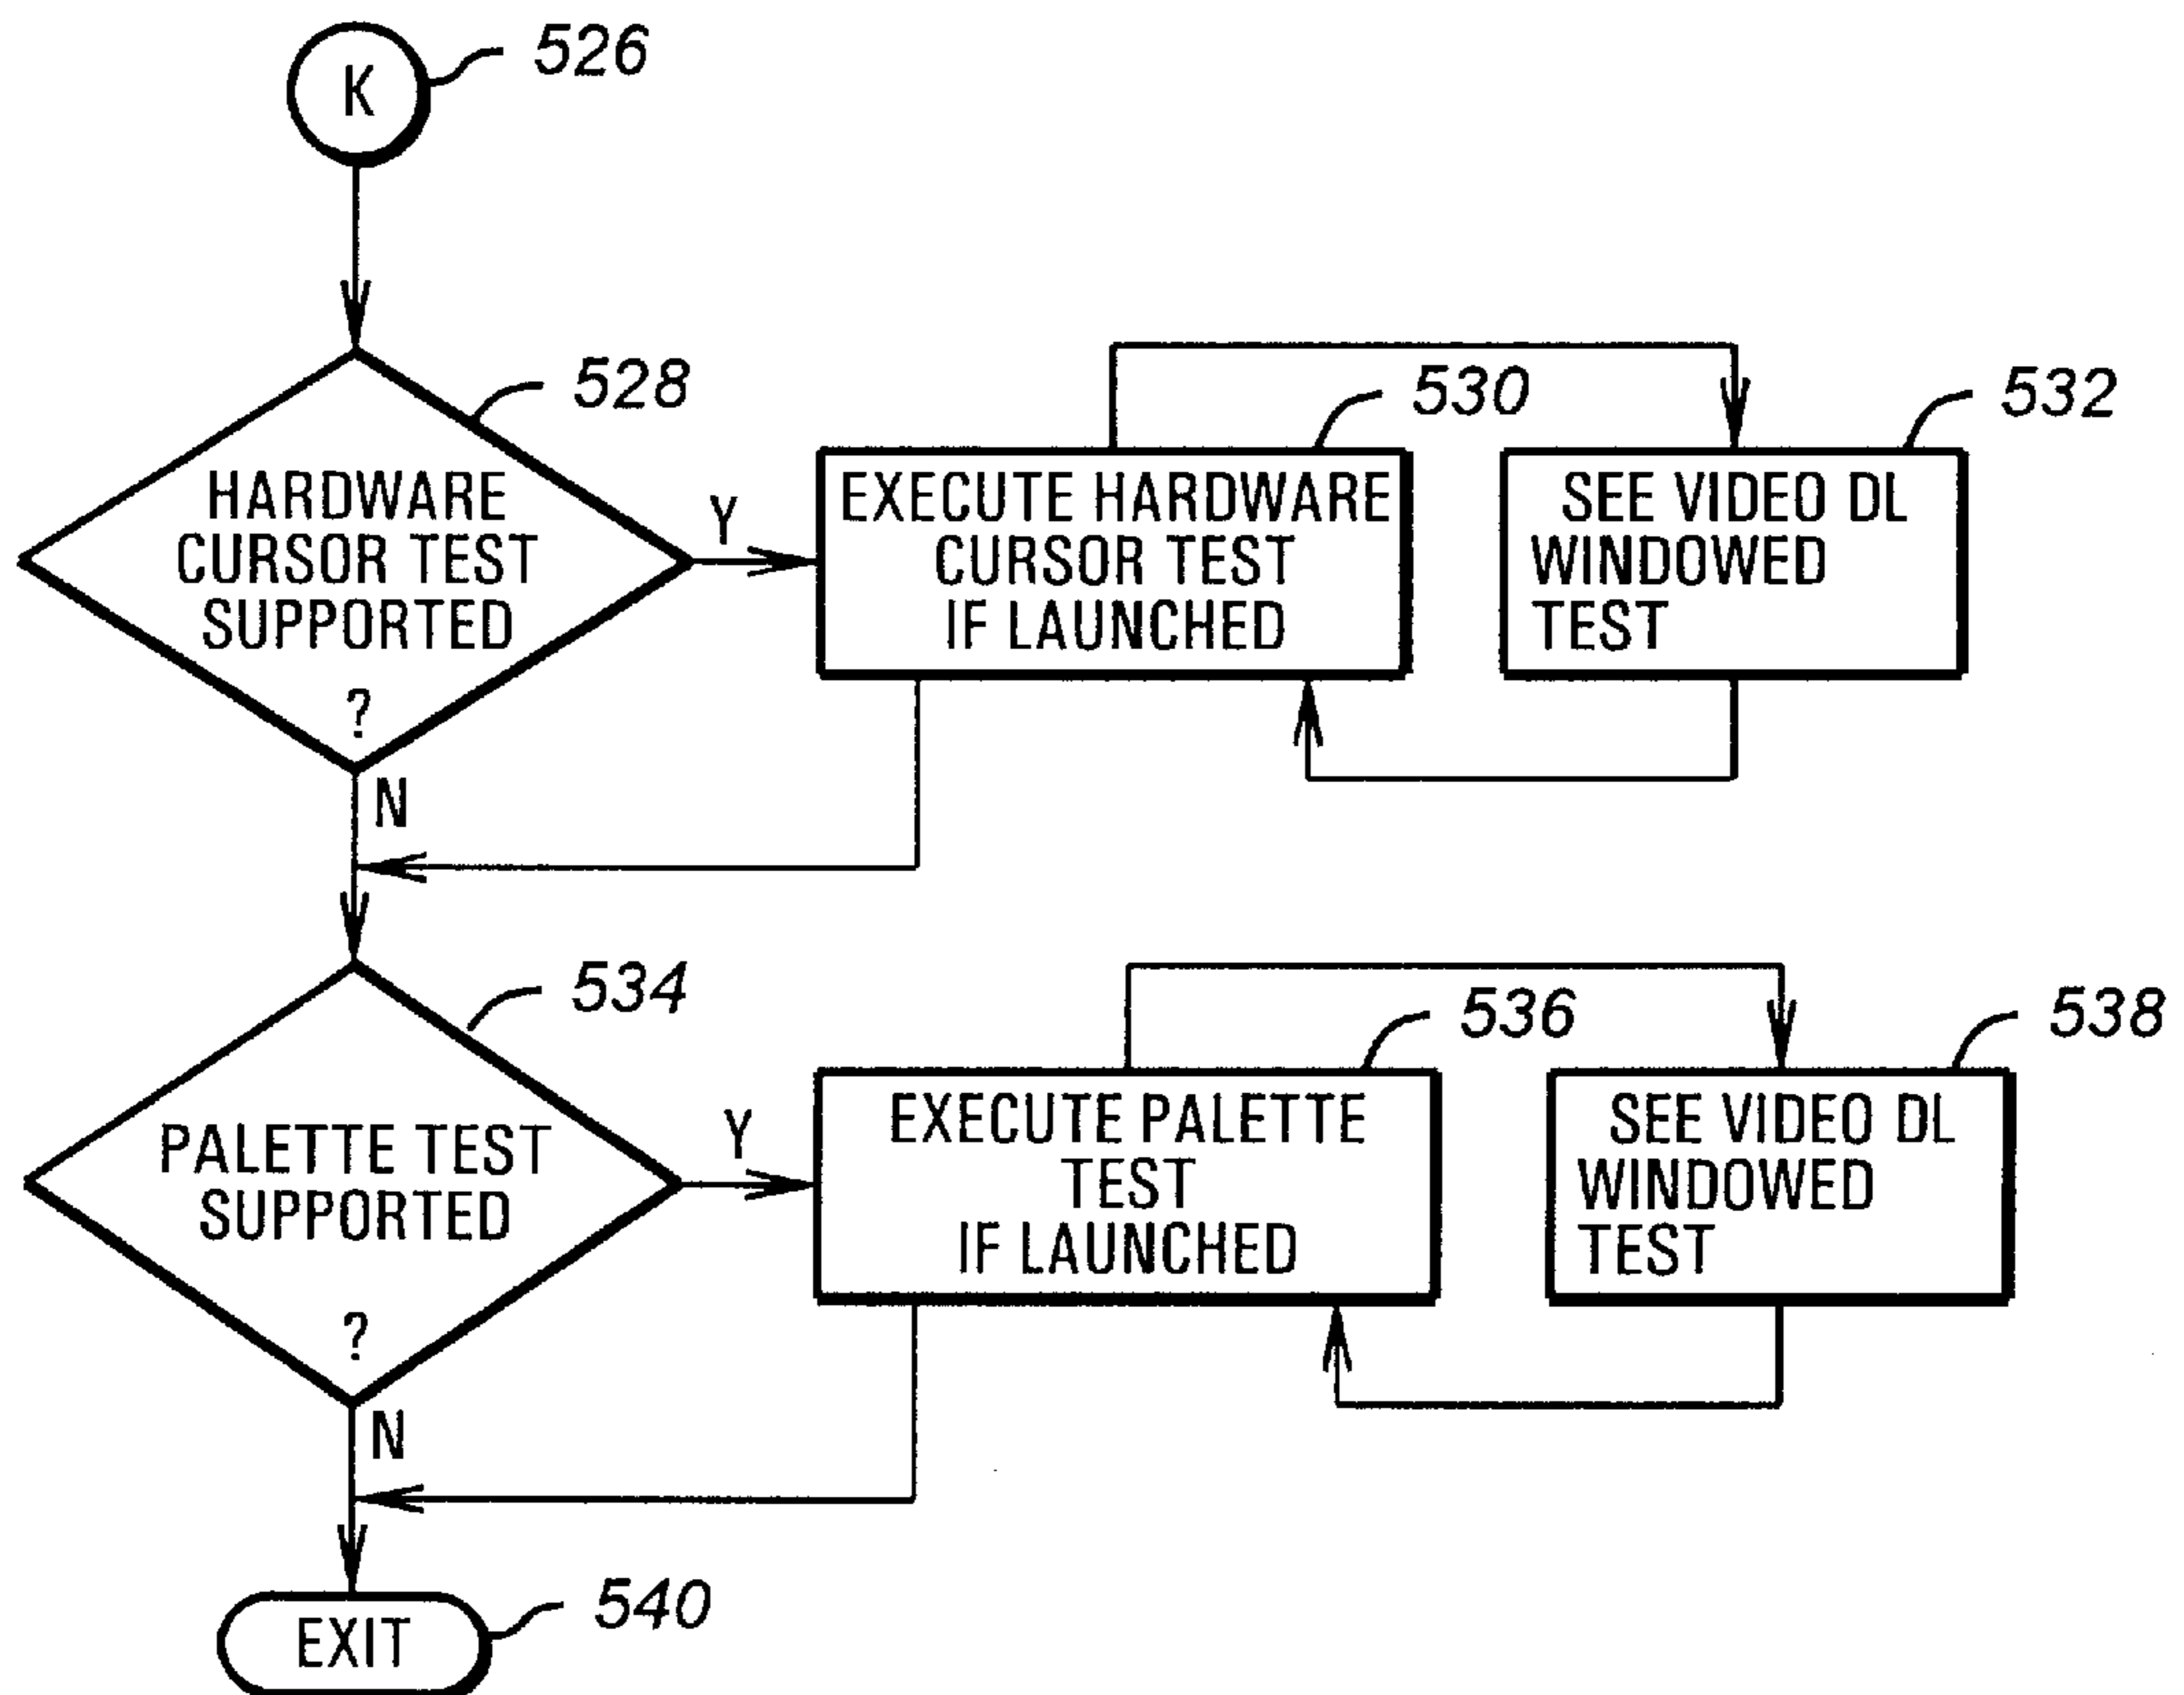 K
526
528
HARDWARE
CURSOR TEST
SUPPORTED
?
Y
N
530
EXECUTE HARDWARE
CURSOR TEST
IF LAUNCHED
532
SEE VIDEO DL
WINDOWED
TEST
534
PALETTE TEST
SUPPORTED
?
Y
N
536
EXECUTE PALETTE
TEST
IF LAUNCHED
538
SEE VIDEO DL
WINDOWED
TEST
EXIT
540